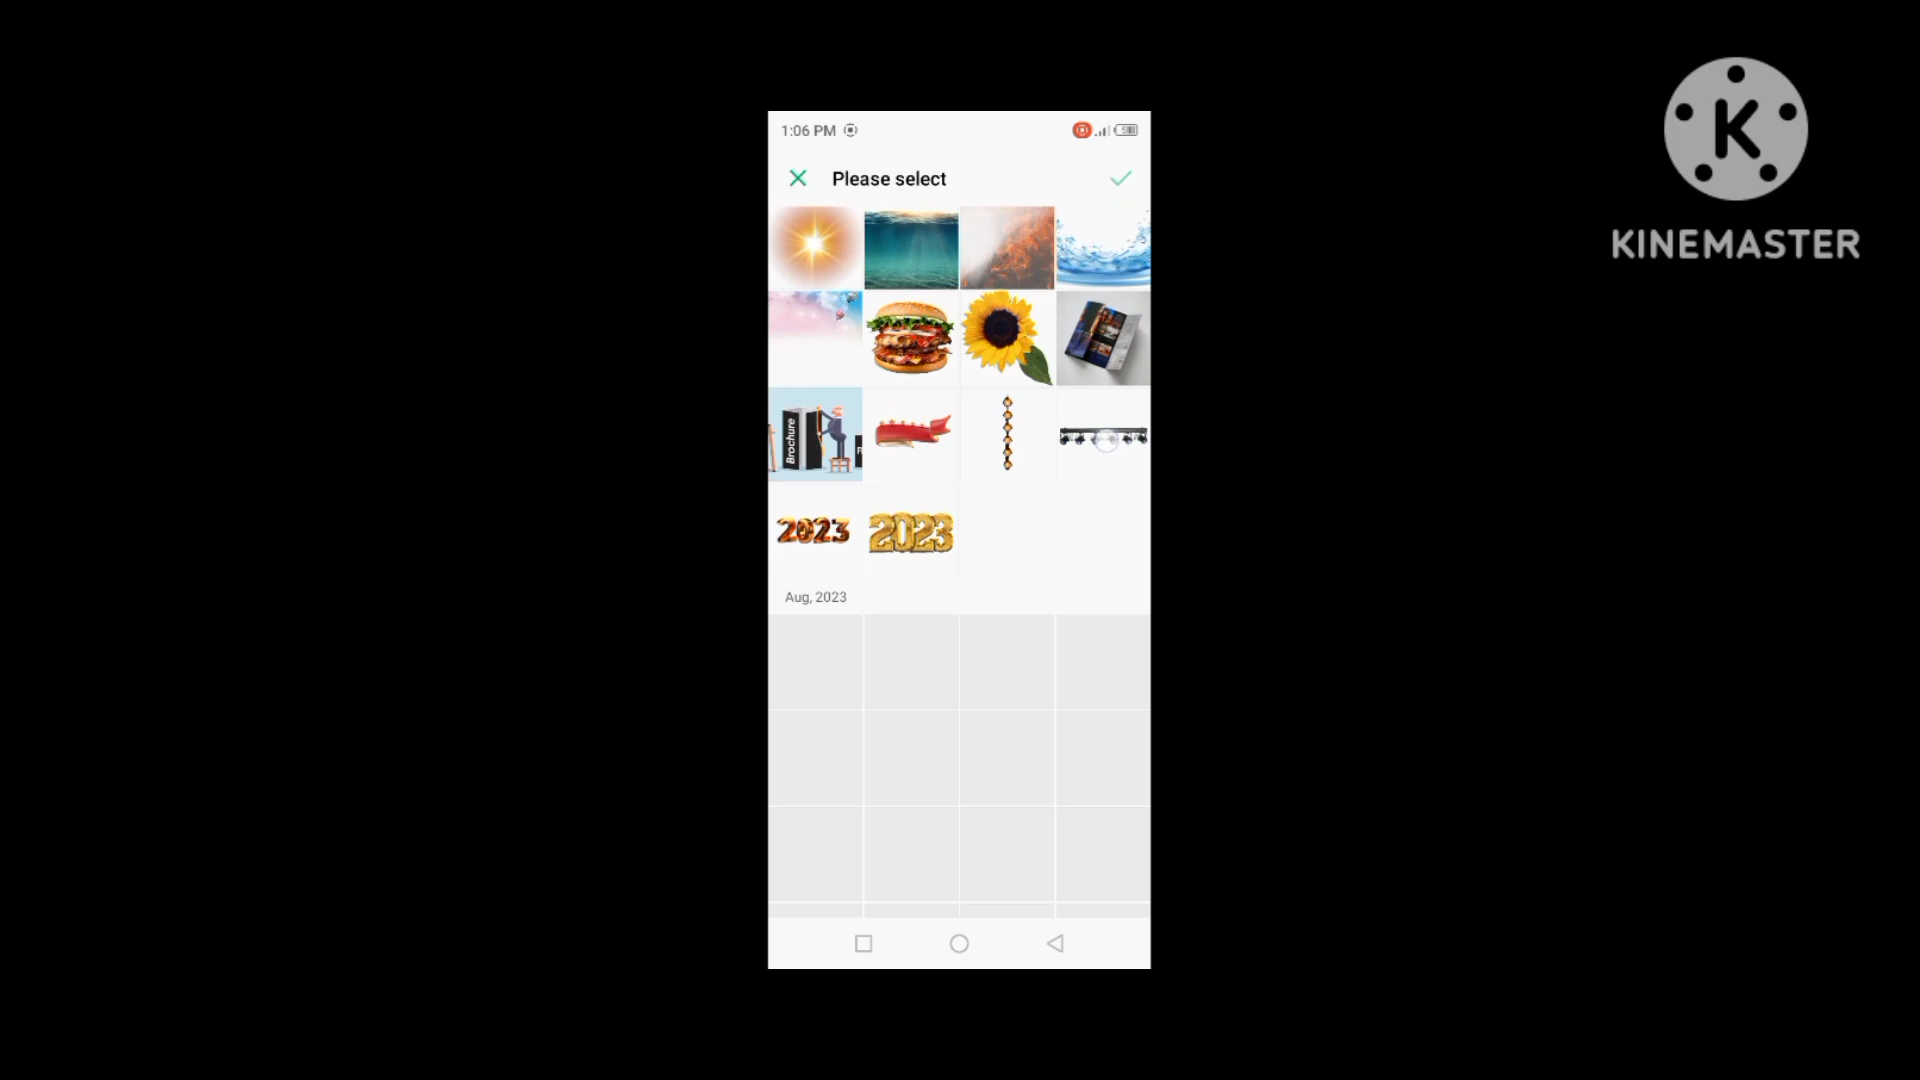 1:06 PM
Please select
Brochure
2023
2023
Aug, 2023
K
KINEMASTER